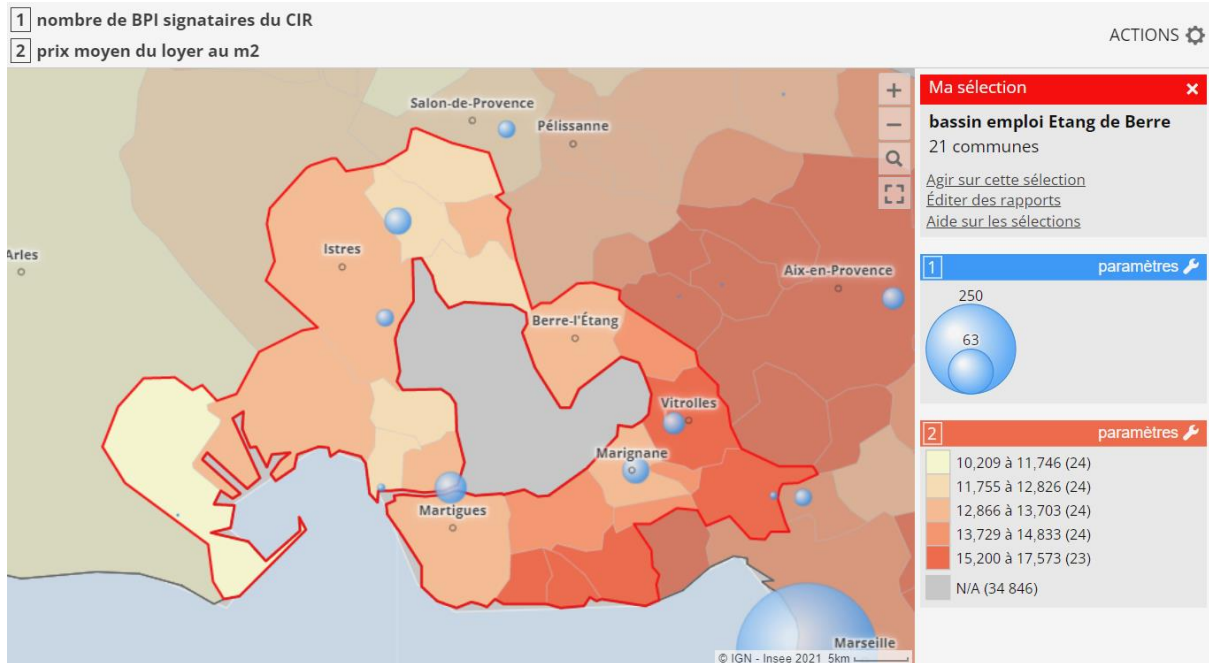 1 nombre de BPI signataires du CIR
2 prix moyen du loyer au m2
ACTIONS
Salon-de-Provence
Pélissanne
Istres
Arles
Aix-en-Provence
Berre-l'Étang
Vitrolles
Marignane
Martigues
Marseille
© IGN - Insee 2021 5km
+
−
Ma sélection ×
bassin emploi Etang de Berre
21 communes
Agir sur cette sélection
Éditer des rapports
Aide sur les sélections
1 paramètres
250
63
2 paramètres
10,209 à 11,746 (24)
11,755 à 12,826 (24)
12,866 à 13,703 (24)
13,729 à 14,833 (24)
15,200 à 17,573 (23)
N/A (34 846)